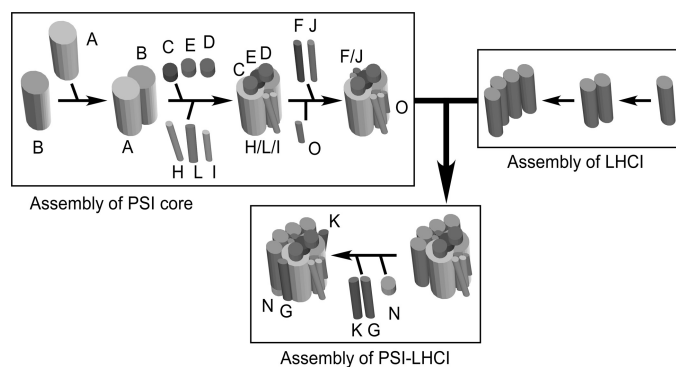 A
B
B
A
C E D
H L I
C E D
H/L/I
F J
O
F/J
O
Assembly of PSI core
Assembly of LHCI
K
N G
K G
N
Assembly of PSI-LHCI